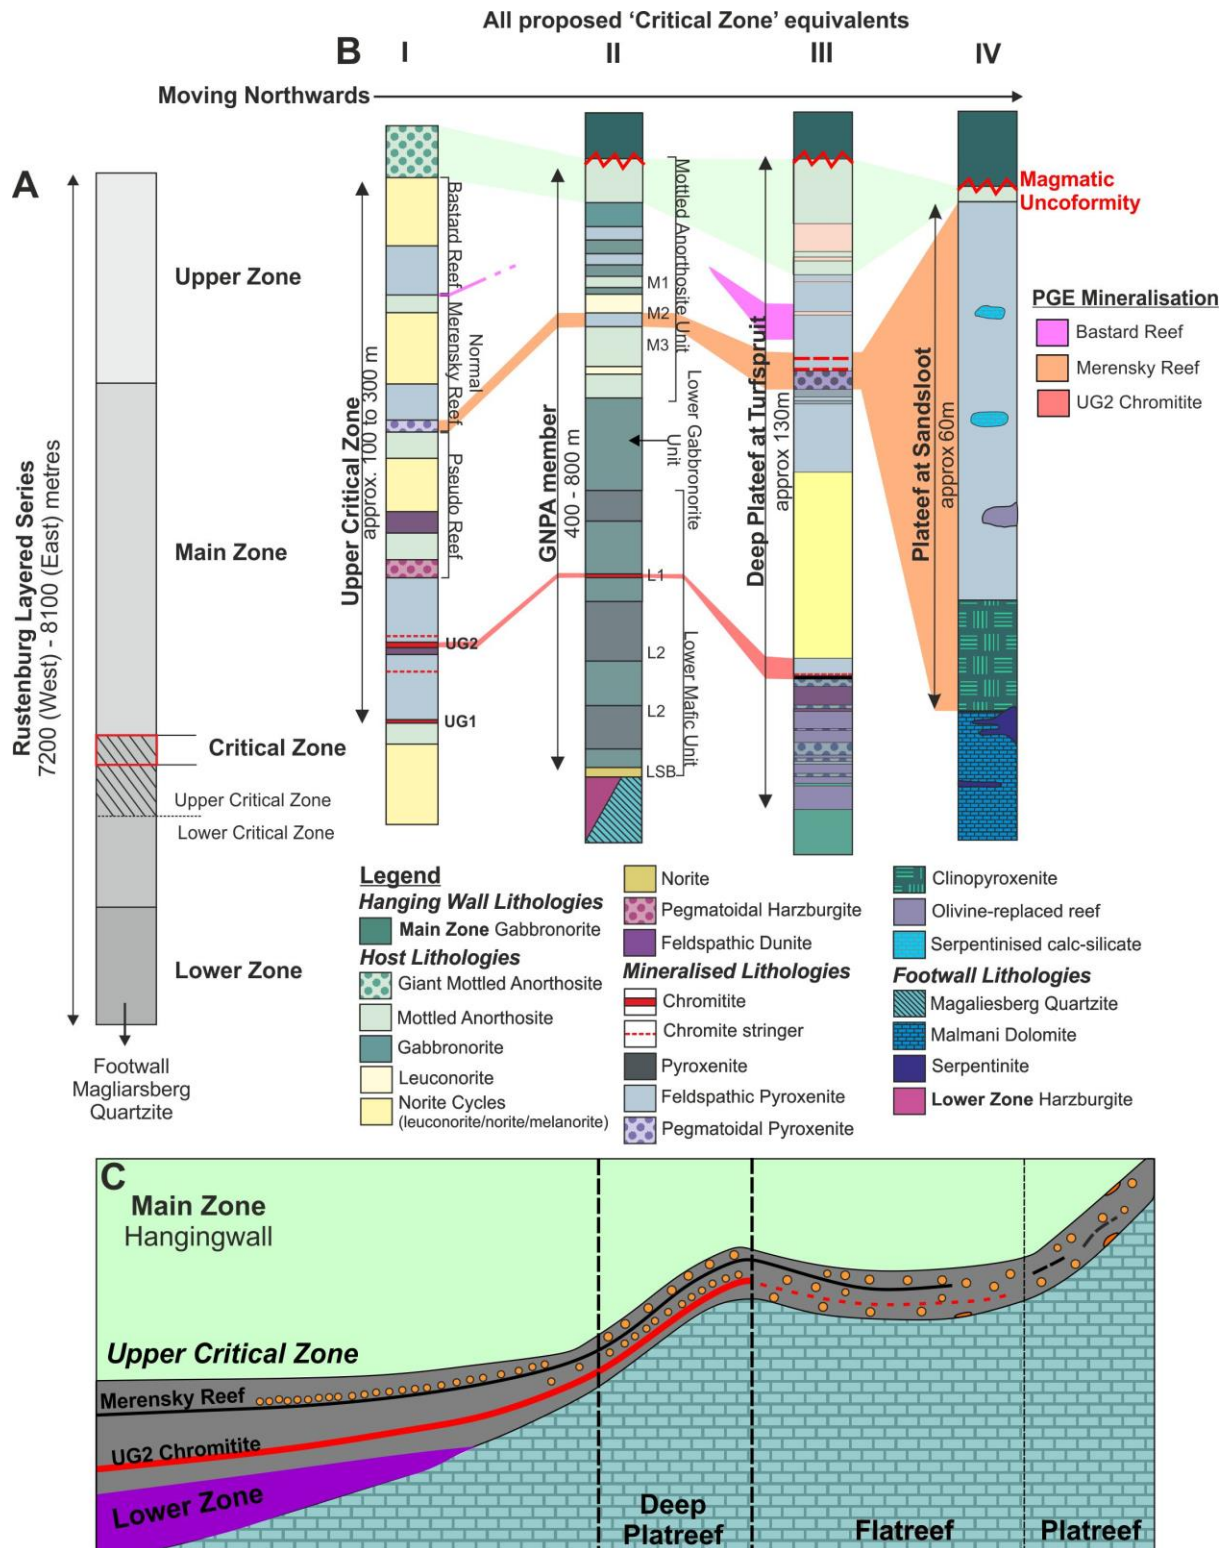 All proposed ‘Critical Zone’ equivalents
B
I
II
III
IV
Moving Northwards
A
Rustenburg Layered Series
7200 (West) - 8100 (East) metres
Upper Zone
Main Zone
Critical Zone
Upper Critical Zone
Lower Critical Zone
Lower Zone
Footwall
Magliarsberg
Quartzite
Upper Critical Zone
approx. 100 to 300 m
Bastard Reef
Normal
Merensky Reef
Pseudo Reef
UG2
UG1
GNPA member
400 - 800 m
Mottled Anorthosite Unit
M1
M2
M3
Lower Gabbronorite
Unit
L1
L2
L2
LSB
Lower Mafic Unit
Deep Plateef at Turfspruit
approx 130m
Plateef at Sandsloot
approx 60m
Magmatic
Uncoformity
PGE Mineralisation
Bastard Reef
Merensky Reef
UG2 Chromitite
Legend
Hanging Wall Lithologies
Main Zone Gabbronorite
Host Lithologies
Giant Mottled Anorthosite
Mottled Anorthosite
Gabbronorite
Leuconorite
Norite Cycles
(leuconorite/norite/melanorite)
Norite
Pegmatoidal Harzburgite
Feldspathic Dunite
Mineralised Lithologies
Chromitite
Chromite stringer
Pyroxenite
Feldspathic Pyroxenite
Pegmatoidal Pyroxenite
Clinopyroxenite
Olivine-replaced reef
Serpentinised calc-silicate
Footwall Lithologies
Magaliesberg Quartzite
Malmani Dolomite
Serpentinite
Lower Zone Harzburgite
C
Main Zone
Hangingwall
Upper Critical Zone
Merensky Reef
UG2 Chromitite
Lower Zone
Deep
Platreef
Flatreef
Platreef